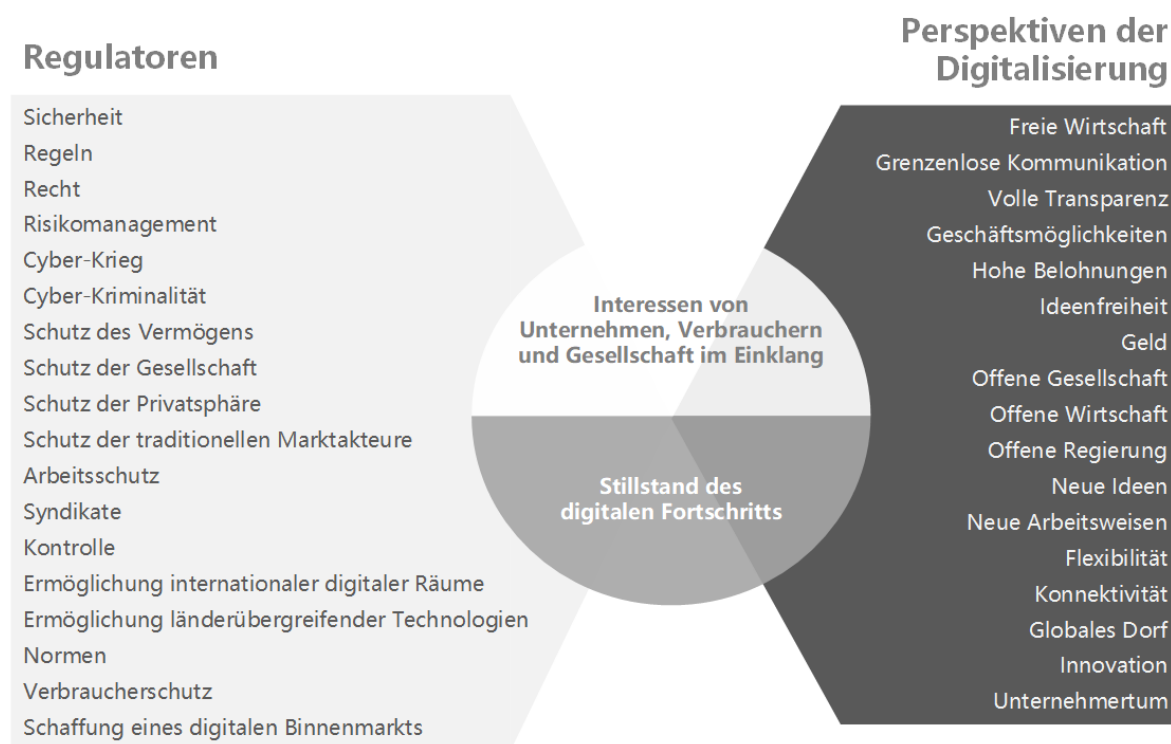 Regulatoren
Sicherheit
Regeln
Recht
Risikomanagement
Cyber-Krieg
Cyber-Kriminalität
Schutz des Vermögens
Schutz der Gesellschaft
Schutz der Privatsphäre
Schutz der traditionellen Marktakteure
Arbeitsschutz
Syndikate
Kontrolle
Ermöglichung internationaler digitaler Räume
Ermöglichung länderübergreifender Technologien
Normen
Verbraucherschutz
Schaffung eines digitalen Binnenmarkts
Interessen von
Unternehmen, Verbrauchern
und Gesellschaft im Einklang
Stillstand des
digitalen Fortschritts
Perspektiven der
Digitalisierung
Freie Wirtschaft
Grenzenlose Kommunikation
Volle Transparenz
Geschäftsmöglichkeiten
Hohe Belohnungen
Ideenfreiheit
Geld
Offene Gesellschaft
Offene Wirtschaft
Offene Regierung
Neue Ideen
Neue Arbeitsweisen
Flexibilität
Konnektivität
Globales Dorf
Innovation
Unternehmertum